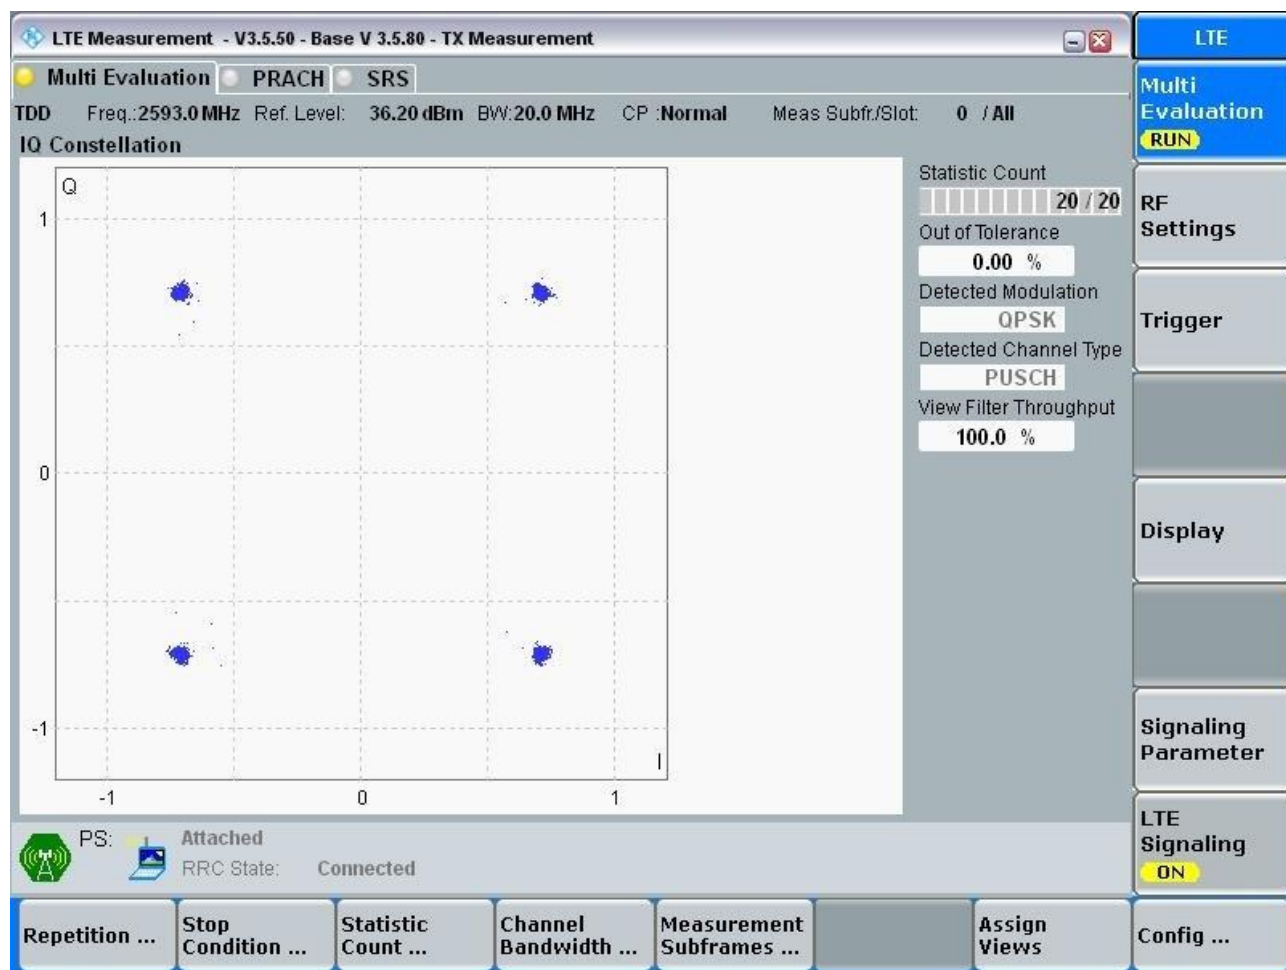 LTE Measurement - V3.5.50 - Base V 3.5.80 - TX Measurement
LTE
Multi Evaluation PRACH SRS
TDD Freq.:2593.0 MHz Ref. Level: 36.20 dBm BW:20.0 MHz CP :Normal Meas Subfr./Slot: 0 / All
IQ Constellation
Q
1
0
-1
I
-1 0 1
Statistic Count
20 / 20
Out of Tolerance
0.00 %
Detected Modulation
QPSK
Detected Channel Type
PUSCH
View Filter Throughput
100.0 %
Multi
Evaluation
RUN
RF
Settings
Trigger
Display
Signaling
Parameter
LTE
Signaling
ON
PS: Attached
RRC State: Connected
Repetition ...
Stop
Condition ...
Statistic
Count ...
Channel
Bandwidth ...
Measurement
Subframes ...
Assign
Views
Config ...